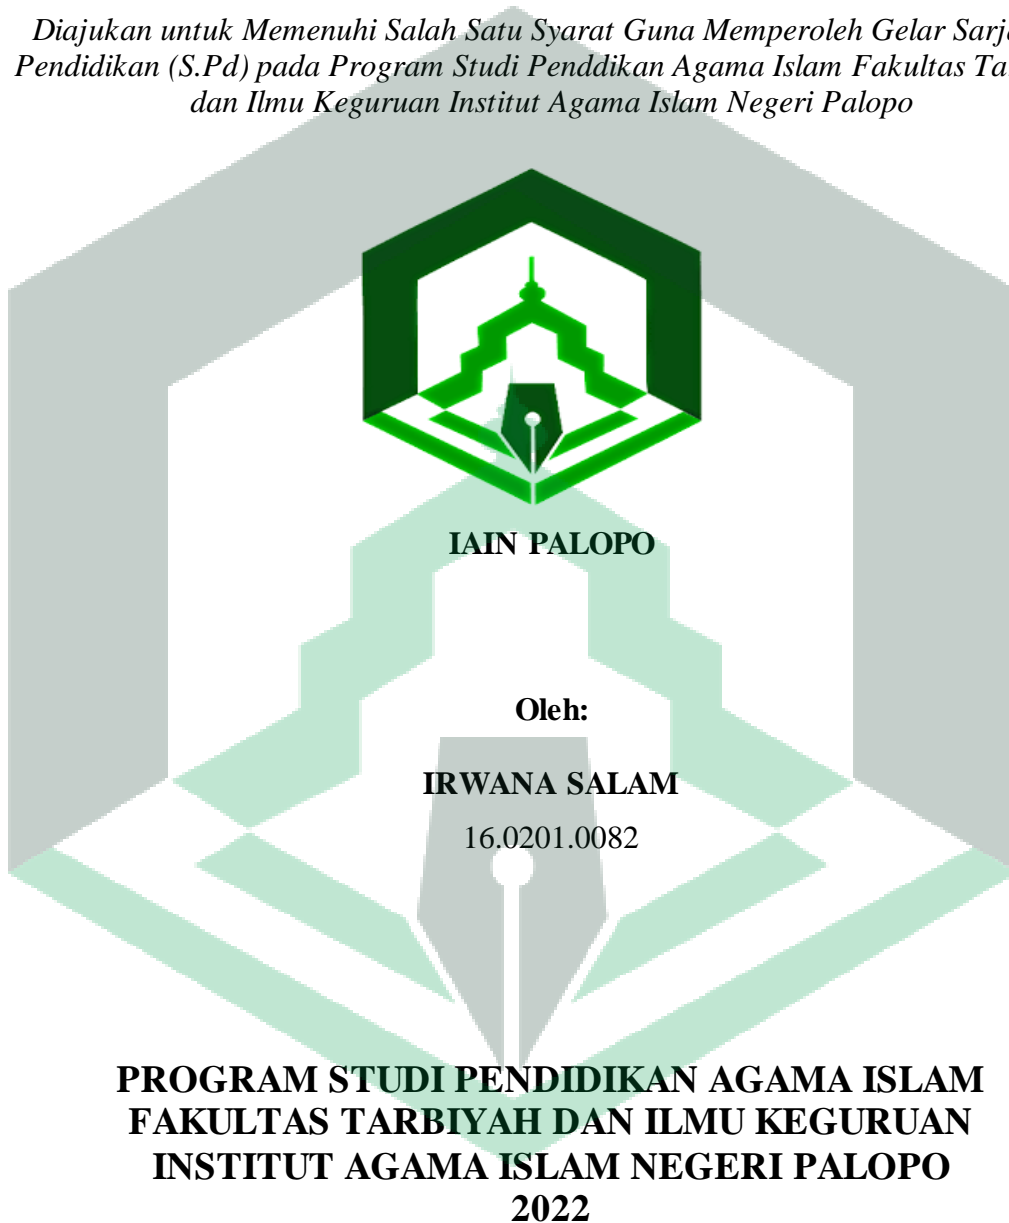 Diajukan untuk Memenuhi Salah Satu Syarat Guna Memperoleh Gelar Sarj
Pendidikan (S.Pd) pada Program Studi Penddikan Agama Islam Fakultas Ta
dan Ilmu Keguruan Institut Agama Islam Negeri Palopo
IAIN PALOPO
Oleh:
IRWANA SALAM
16.0201.0082
PROGRAM STUDI PENDIDIKAN AGAMA ISLAM
FAKULTAS TARBIYAH DAN ILMU KEGURUAN
INSTITUT AGAMA ISLAM NEGERI PALOPO
2022